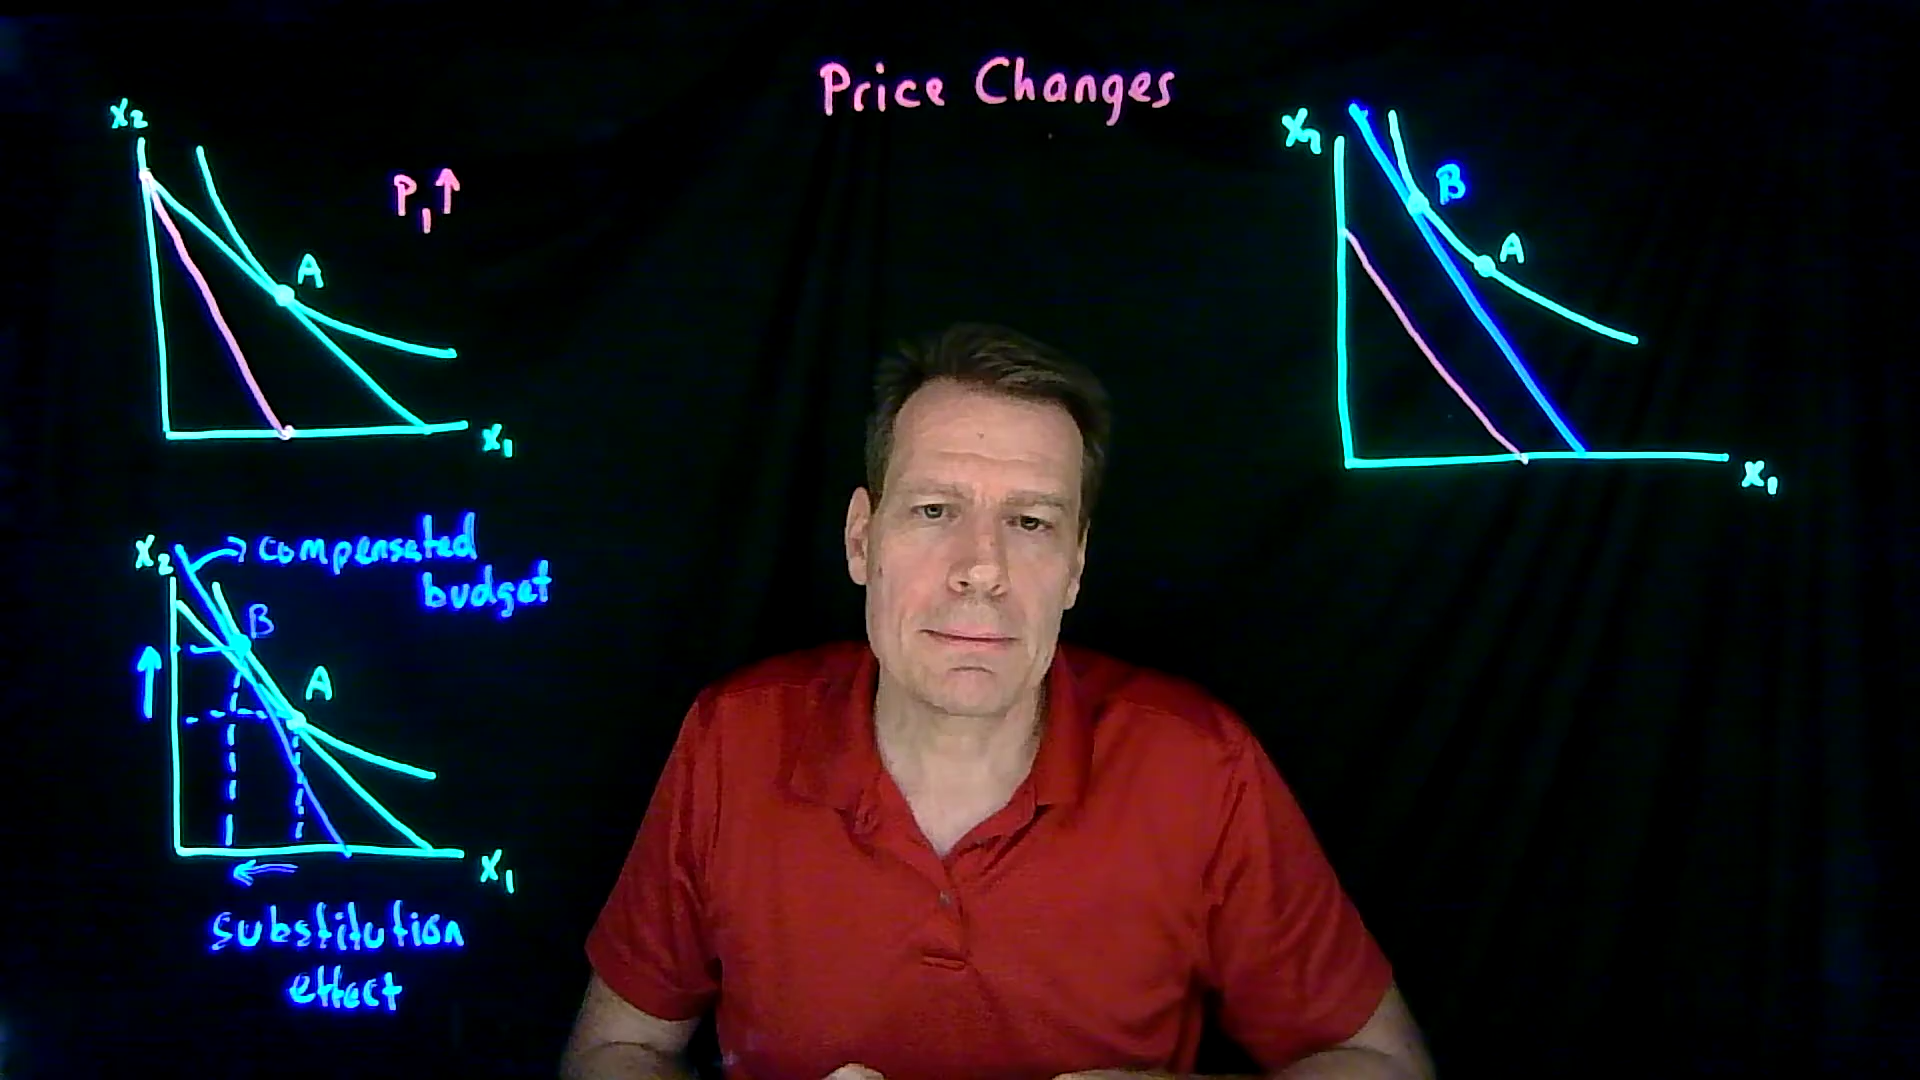 Price Changes
x₂
P₁↑
A
x₁
compensated
budget
x₂
B
A
x₁
substitution
effect
x₂
B
A
x₁